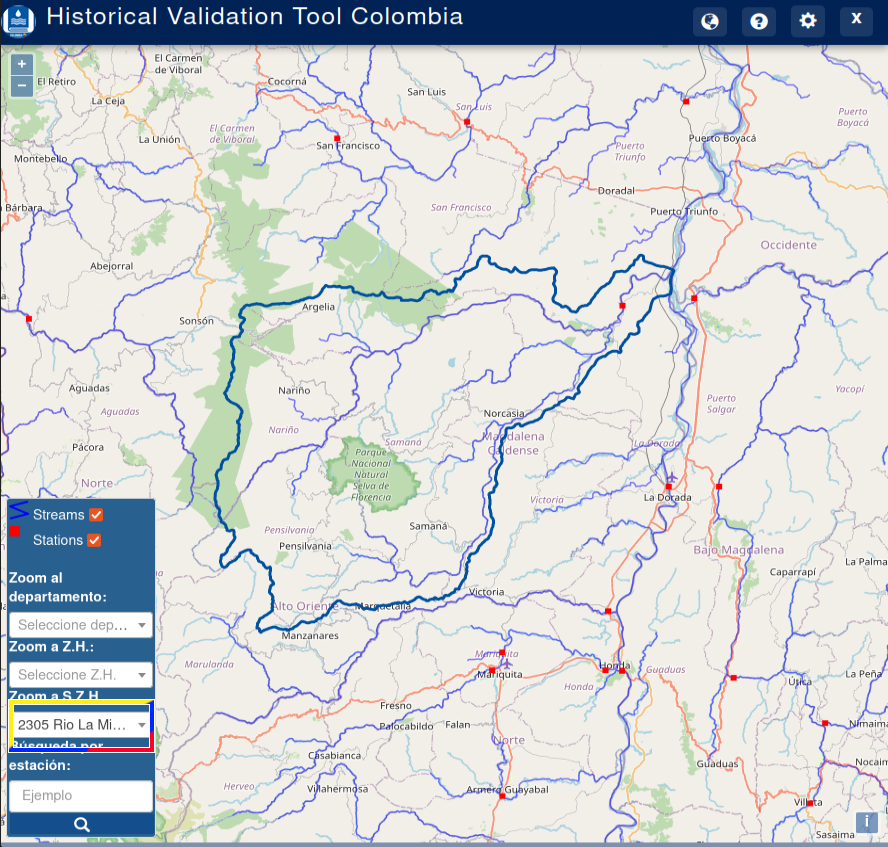 Historical Validation Tool Colombia
X
+
−
El Retiro
El Carmen
de Viboral
Cocorná
San Luis
San Luis
La Ceja
La Unión
El Carmen
de Viboral
San Francisco
Puerto
Boyacá
Puerto Boyacá
Puerto
Triunfo
Montebello
Doradal
a Bárbara
San Francisco
Puerto Triunfo
Occidente
Abejorral
Argelia
Sonsón
Aguadas
Aguadas
Nariño
Nariño
Yacopí
Puerto
Salgar
Norcasia
Magdalena
Caldense
Samaná
La Dorada
Pácora
Parque
Nacional
Natural
Selva de
Florencia
Norte
Victoria
La Dorada
Streams
Samaná
Stations
Pensilvania
Pensilvania
Bajo Magdalena
La Palma
Caparrapí
Zoom al
departamento:
Seleccione dep...
Alto Oriente
Marquetalia
Victoria
Manzanares
Zoom a Z.H.:
Seleccione Z.H.
Marulanda
Mariquita
Mariquita
Honda
Guaduas
La Peña
Honda
Útica
Zoom a S.Z.H.
2305 Rio La Mi...
Fresno
Palocabildo
Falan
Norte
Nimaima
Búsqueda por
estación:
Casabianca
Guaduas
Nocaim
Ejemplo
Herveo
Villahermosa
Armero Guayabal
Villeta
Sasaima
i